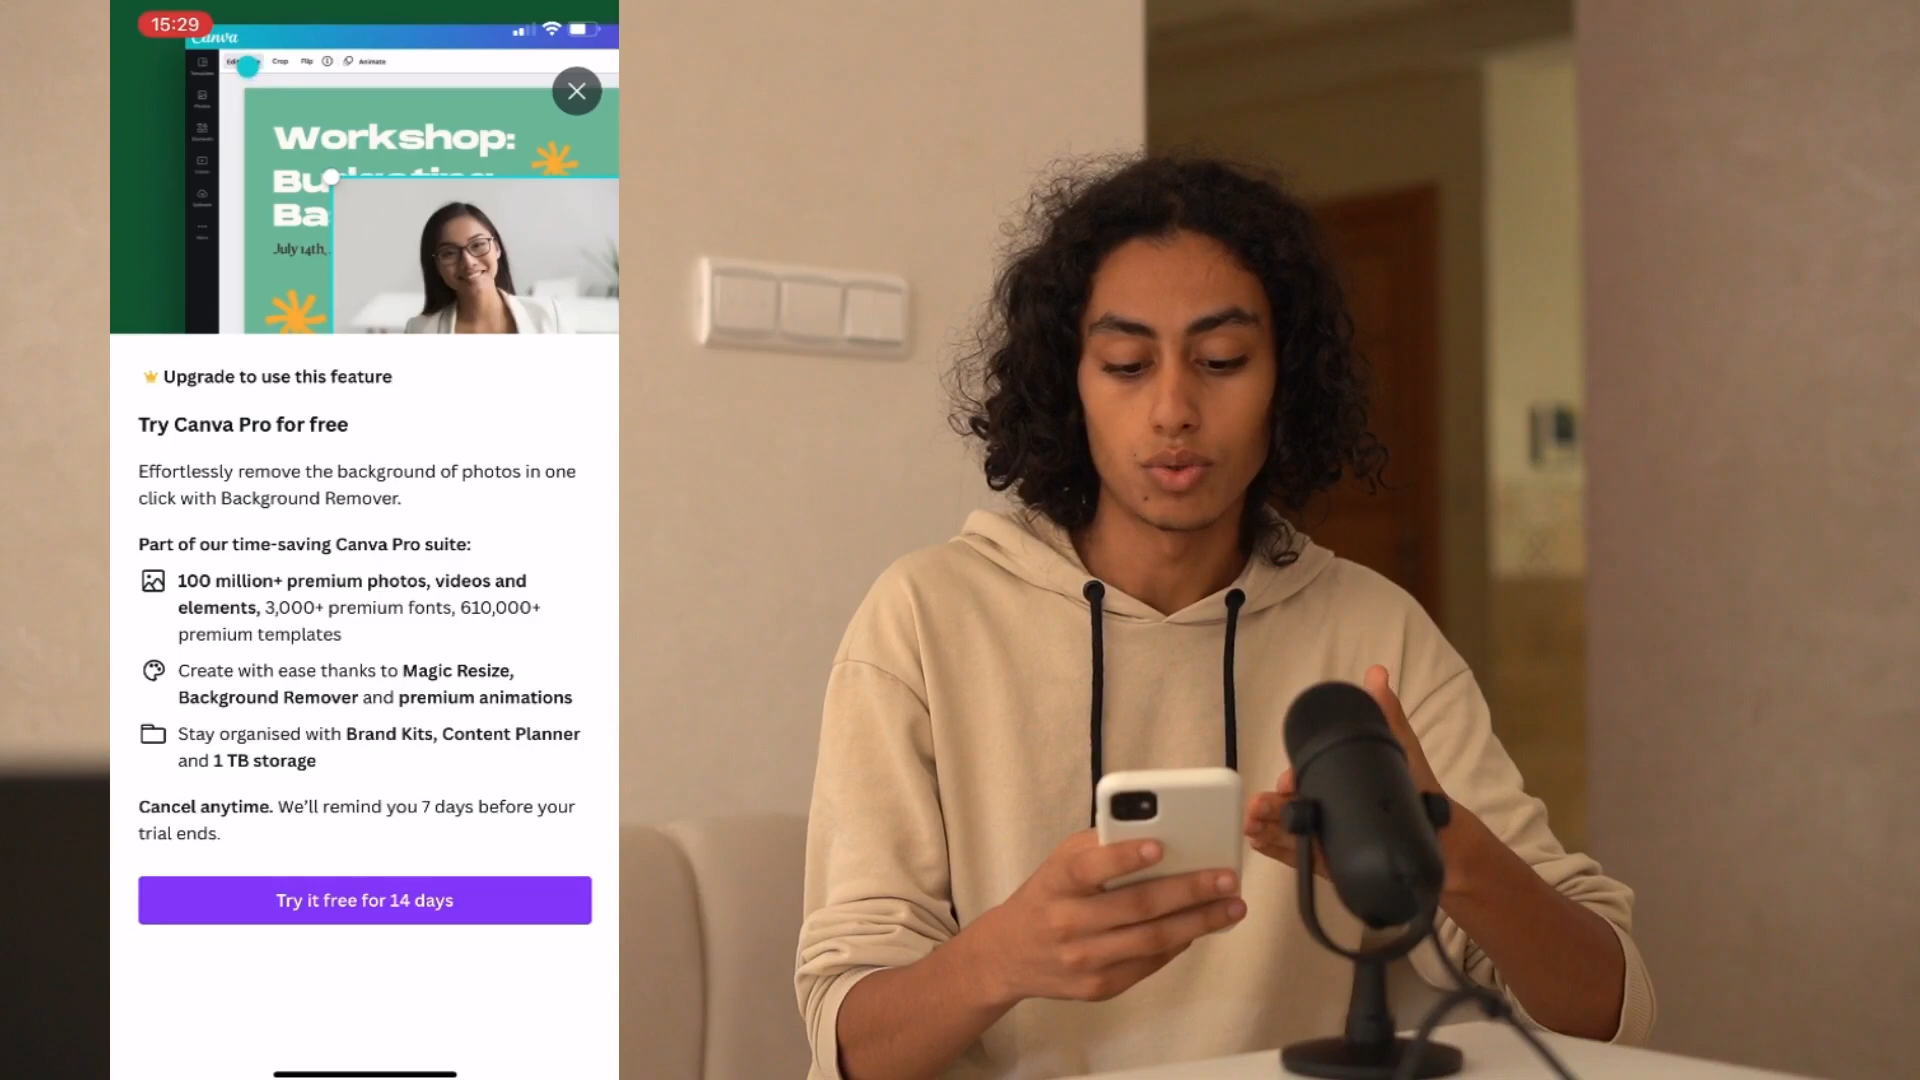 15:29
Canva
Crop Flip Animate
Workshop:
Budgeting
Ba
July 14th,
Upgrade to use this feature
Try Canva Pro for free
Effortlessly remove the background of photos in one
click with Background Remover.
Part of our time-saving Canva Pro suite:
100 million+ premium photos, videos and
elements, 3,000+ premium fonts, 610,000+
premium templates
Create with ease thanks to Magic Resize,
Background Remover and premium animations
Stay organised with Brand Kits, Content Planner
and 1 TB storage
Cancel anytime. We’ll remind you 7 days before your
trial ends.
Try it free for 14 days